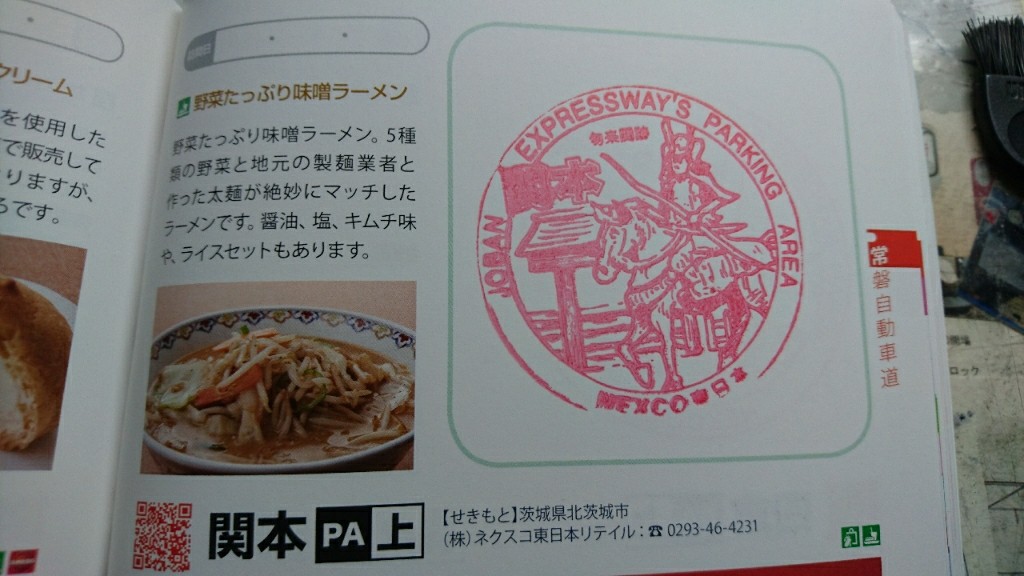 クリーム
を使用した
で販売して
りますが、
ろです。
野菜たっぷり味噌ラーメン
野菜たっぷり味噌ラーメン。5種
類の野菜と地元の製麺業者と
作った太麺が絶妙にマッチした
ラーメンです。醤油、塩、キムチ味
や、ライスセットもあります。
JOBAN EXPRESSWAY'S PARKING AREA
関本
NEXCO東日本
常磐自動車道
関本PA上
【せきもと】茨城県北茨城市
(株)ネクスコ東日本リテイル:☎ 0293-46-4231
ロック